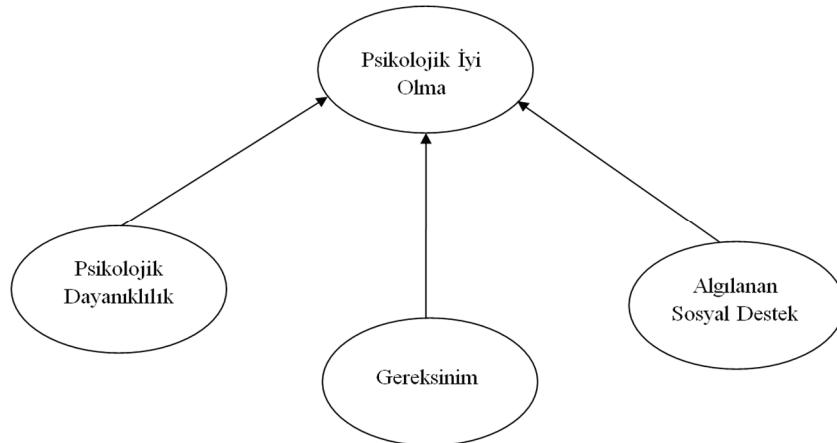 Psikolojik İyi
Olma
Psikolojik
Dayanıklılık
Gereksinim
Algılanan
Sosyal Destek